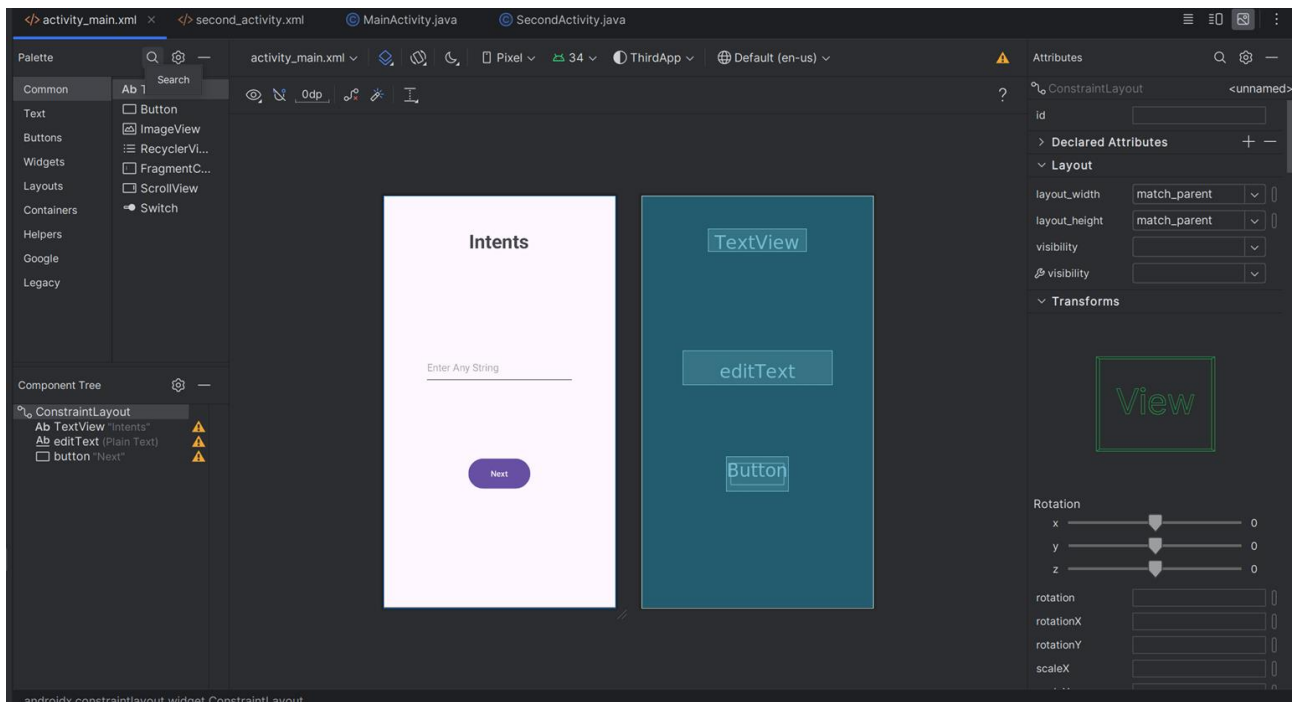 </> activity_main.xml × </> second_activity.xml © MainActivity.java © SecondActivity.java
Palette
Search
Common
Text
Buttons
Widgets
Layouts
Containers
Helpers
Google
Legacy
Ab
Button
ImageView
RecyclerVi...
FragmentC...
ScrollView
Switch
Component Tree
ConstraintLayout
Ab TextView "Intents"
Ab editText (Plain Text)
button "Next"
activity_main.xml Pixel 34 ThirdApp Default (en-us)
0dp
?
Intents
Enter Any String
Next
TextView
editText
Button
Attributes
ConstraintLayout <unnamed>
id
Declared Attributes
Layout
layout_width match_parent
layout_height match_parent
visibility
visibility
Transforms
View
Rotation
x 0
y 0
z 0
rotation
rotationX
rotationY
scaleX
androidx.constraintlayout.widget.ConstraintLayout